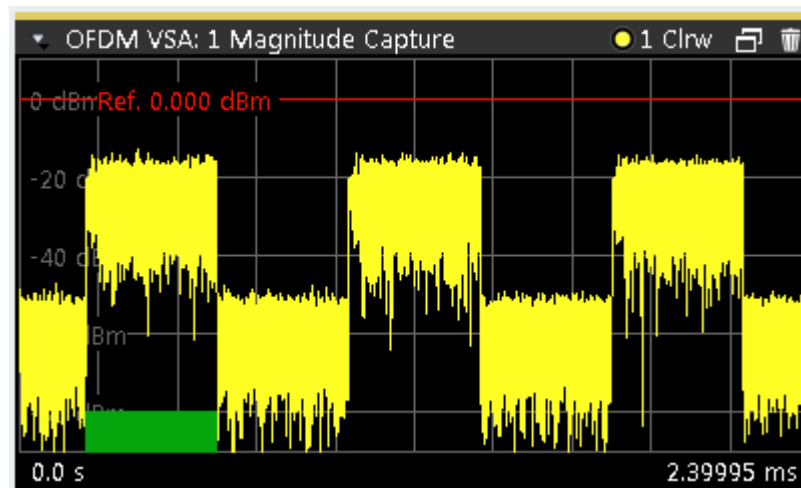 OFDM VSA: 1 Magnitude Capture 1 Clrw
0 dBm Ref. 0.000 dBm
-20 d
-40 d
dBm
0.0 s 2.39995 ms